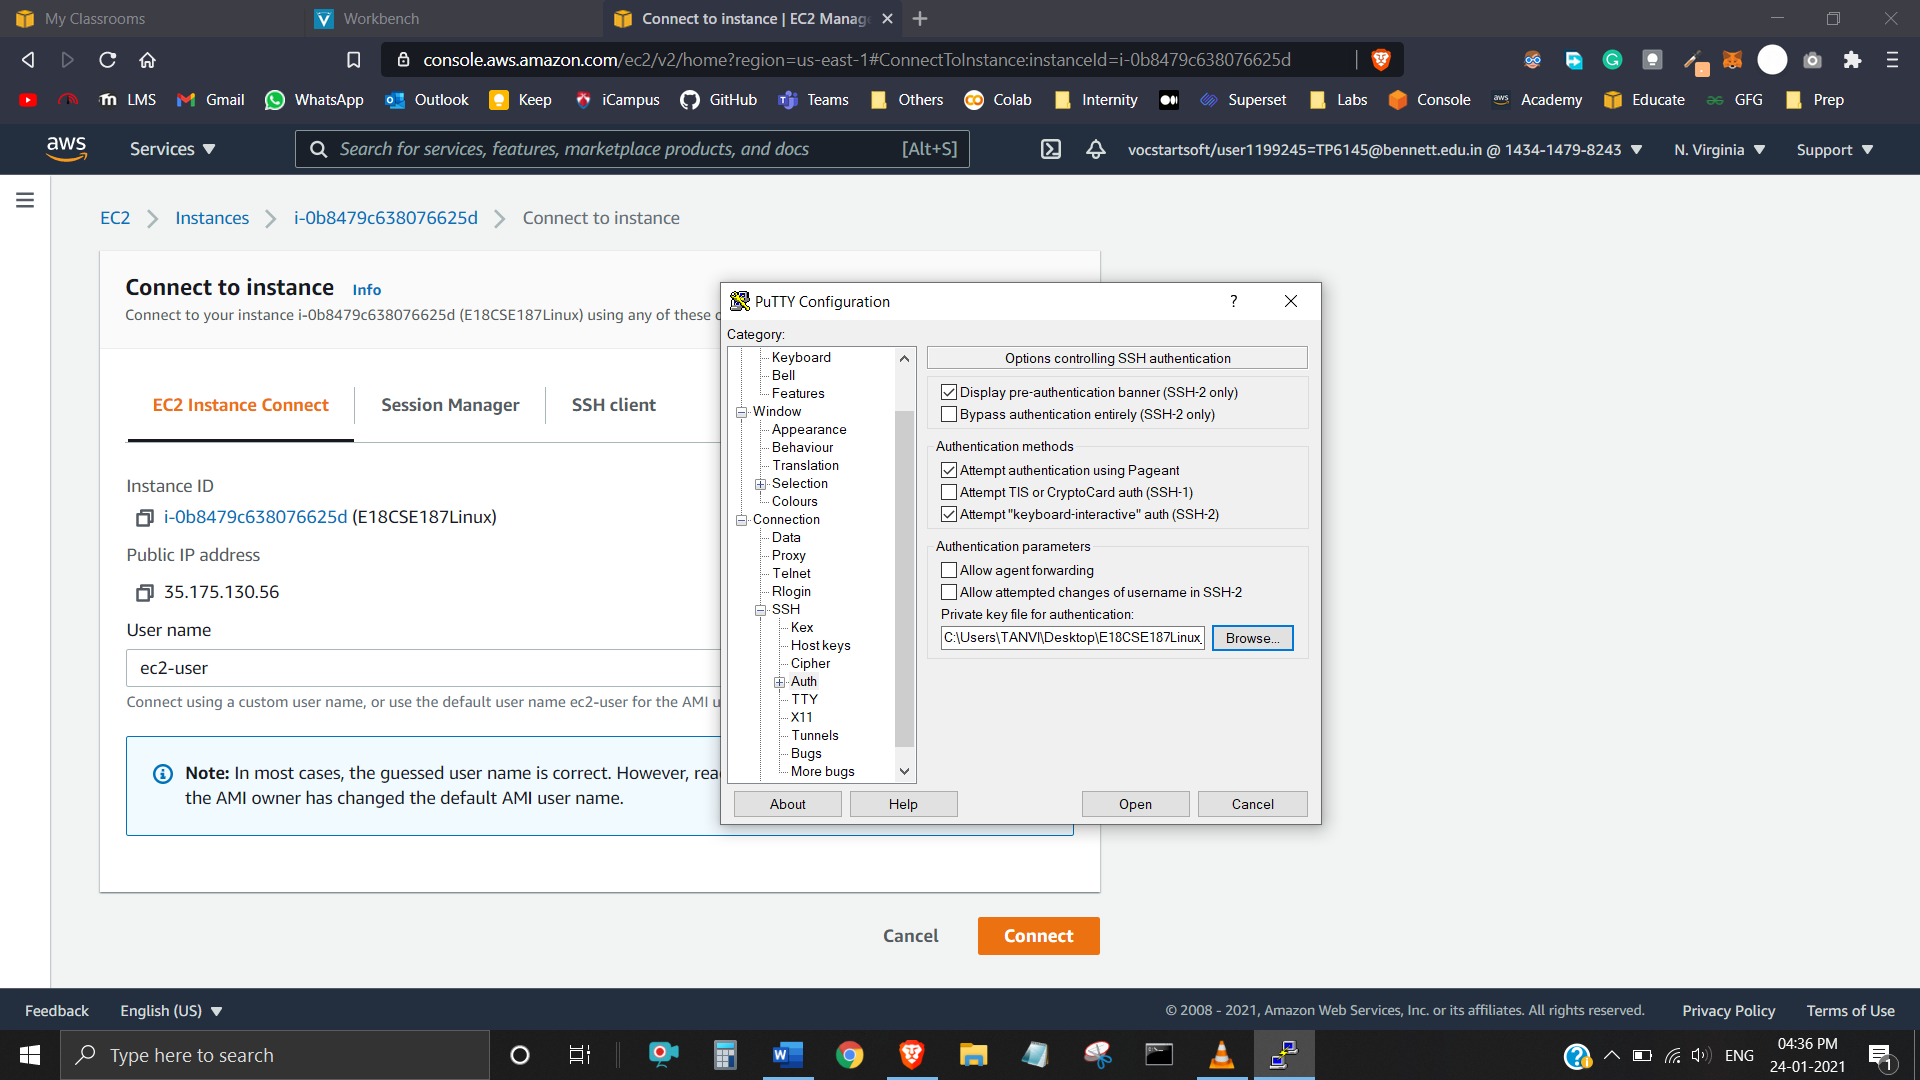 My Classrooms
Workbench
Connect to instance | EC2 Manag
console.aws.amazon.com/ec2/v2/home?region=us-east-1#ConnectToInstance:instanceId=i-0b8479c638076625d
LMS Gmail WhatsApp Outlook Keep iCampus GitHub Teams Others Colab Internity Superset Labs Console Academy Educate GFG Prep
aws Services Search for services, features, marketplace products, and docs [Alt+S] vocstartsoft/user1199245=TP6145@bennett.edu.in @ 1434-1479-8243 N. Virginia Support
EC2 Instances i-0b8479c638076625d Connect to instance
Connect to instance Info
Connect to your instance i-0b8479c638076625d (E18CSE187Linux) using any of these
EC2 Instance Connect Session Manager SSH client
Instance ID
i-0b8479c638076625d (E18CSE187Linux)
Public IP address
35.175.130.56
User name
ec2-user
Connect using a custom user name, or use the default user name ec2-user for the AMI
Note: In most cases, the guessed user name is correct. However,
the AMI owner has changed the default AMI user name.
Cancel Connect
PuTTY Configuration ?
Category:
Keyboard
Bell
Features
Window
Appearance
Behaviour
Translation
Selection
Colours
Connection
Data
Proxy
Telnet
Rlogin
SSH
Kex
Host keys
Cipher
Auth
TTY
X11
Tunnels
Bugs
More bugs
Options controlling SSH authentication
Display pre-authentication banner (SSH-2 only)
Bypass authentication entirely (SSH-2 only)
Authentication methods
Attempt authentication using Pageant
Attempt TIS or CryptoCard auth (SSH-1)
Attempt "keyboard-interactive" auth (SSH-2)
Authentication parameters
Allow agent forwarding
Allow attempted changes of username in SSH-2
Private key file for authentication:
C:\Users\TANVI\Desktop\E18CSE187Linux_ Browse...
About Help Open Cancel
Feedback English (US) © 2008 - 2021, Amazon Web Services, Inc. or its affiliates. All rights reserved. Privacy Policy Terms of Use
Type here to search
ENG
04:36 PM
24-01-2021
1